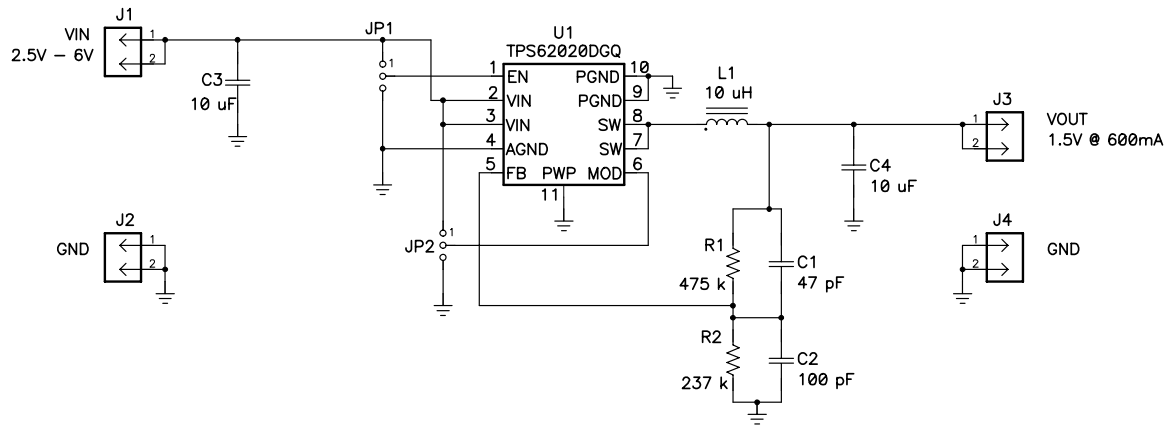 J1
VIN
2.5V – 6V
1
2
C3
10 uF
JP1
1
U1
TPS62020DGQ
1
EN
2
VIN
3
VIN
4
AGND
5
FB
PWP
11
PGND
10
PGND
9
SW
8
SW
7
MOD
6
L1
10 uH
J3
1
2
VOUT
1.5V @ 600mA
C4
10 uF
J2
GND
1
2
JP2
1
R1
475 k
C1
47 pF
R2
237 k
C2
100 pF
J4
1
2
GND